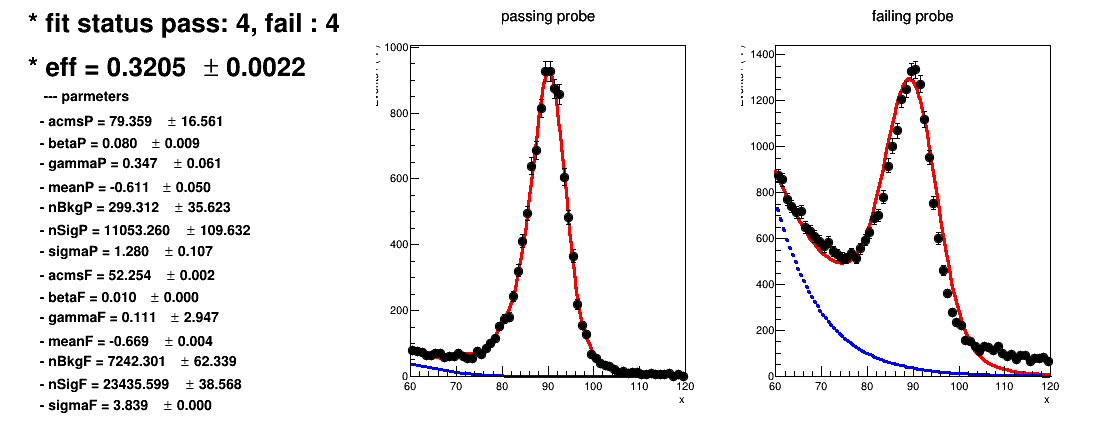 * fit status pass: 4, fail : 4
* eff = 0.3205 ± 0.0022
--- parmeters
- acmsP = 79.359 ± 16.561
- betaP = 0.080 ± 0.009
- gammaP = 0.347 ± 0.061
- meanP = -0.611 ± 0.050
- nBkgP = 299.312 ± 35.623
- nSigP = 11053.260 ± 109.632
- sigmaP = 1.280 ± 0.107
- acmsF = 52.254 ± 0.002
- betaF = 0.010 ± 0.000
- gammaF = 0.111 ± 2.947
- meanF = -0.669 ± 0.004
- nBkgF = 7242.301 ± 62.339
- nSigF = 23435.599 ± 38.568
- sigmaF = 3.839 ± 0.000
passing probe
1000
800
600
400
200
0
60 70 80 90 100 110 120
x
failing probe
1400
1200
1000
800
600
400
200
0
60 70 80 90 100 110 120
x